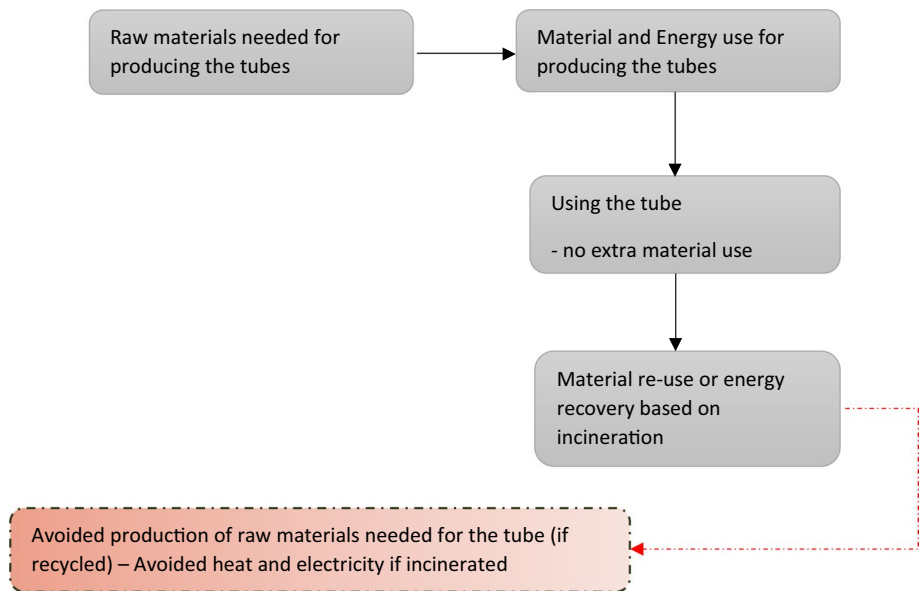 Raw materials needed for
producing the tubes
Material and Energy use for
producing the tubes
Using the tube
- no extra material use
Material re-use or energy
recovery based on
incineration
Avoided production of raw materials needed for the tube (if
recycled) – Avoided heat and electricity if incinerated